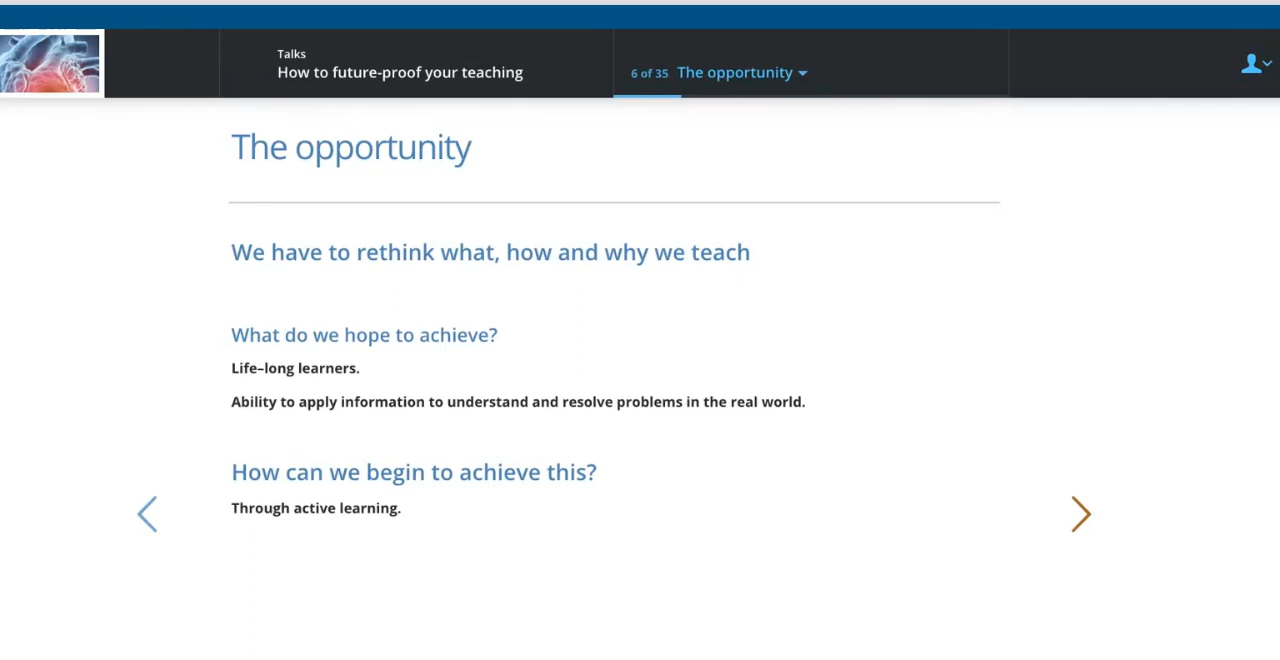 Talks
How to future-proof your teaching
6 of 35 The opportunity
The opportunity
We have to rethink what, how and why we teach
What do we hope to achieve?
Life–long learners.
Ability to apply information to understand and resolve problems in the real world.
How can we begin to achieve this?
Through active learning.